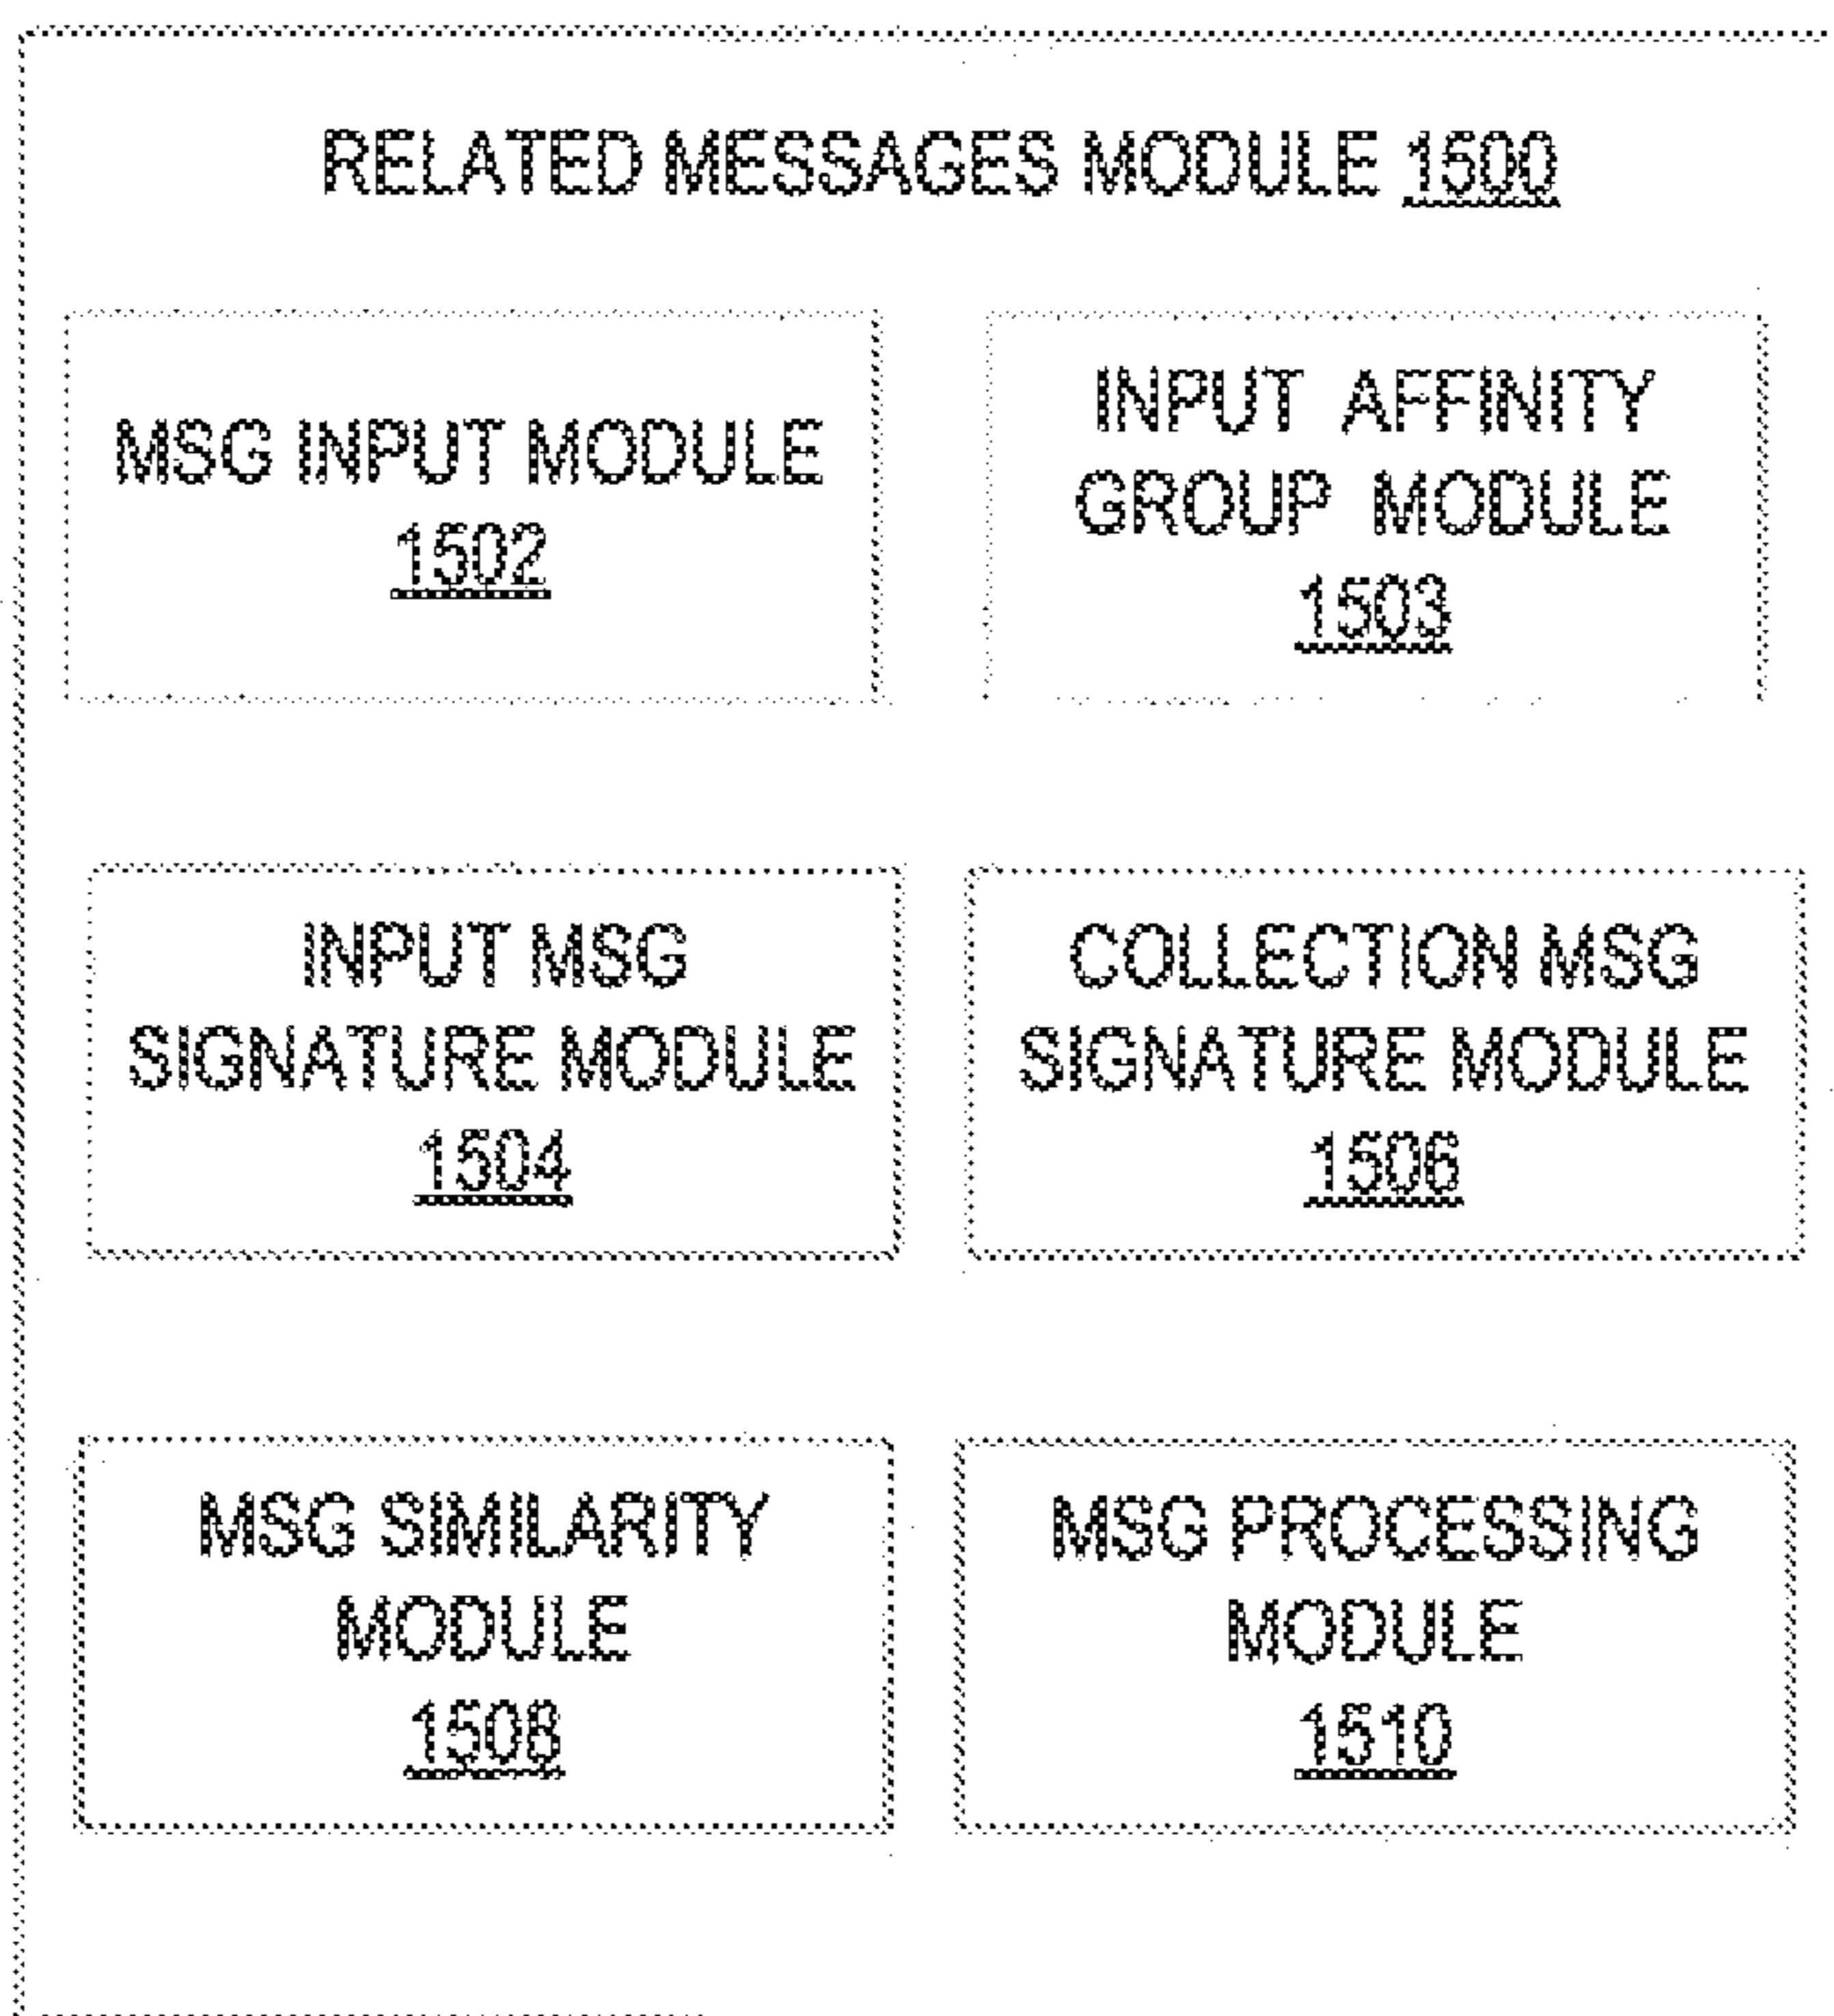 RELATED MESSAGES MODULE 1500
MSG INPUT MODULE
1502
INPUT AFFINITY
GROUP MODULE
1503
INPUT MSG
SIGNATURE MODULE
1504
COLLECTION MSG
SIGNATURE MODULE
1506
MSG SIMILARITY
MODULE
1508
MSG PROCESSING
MODULE
1510